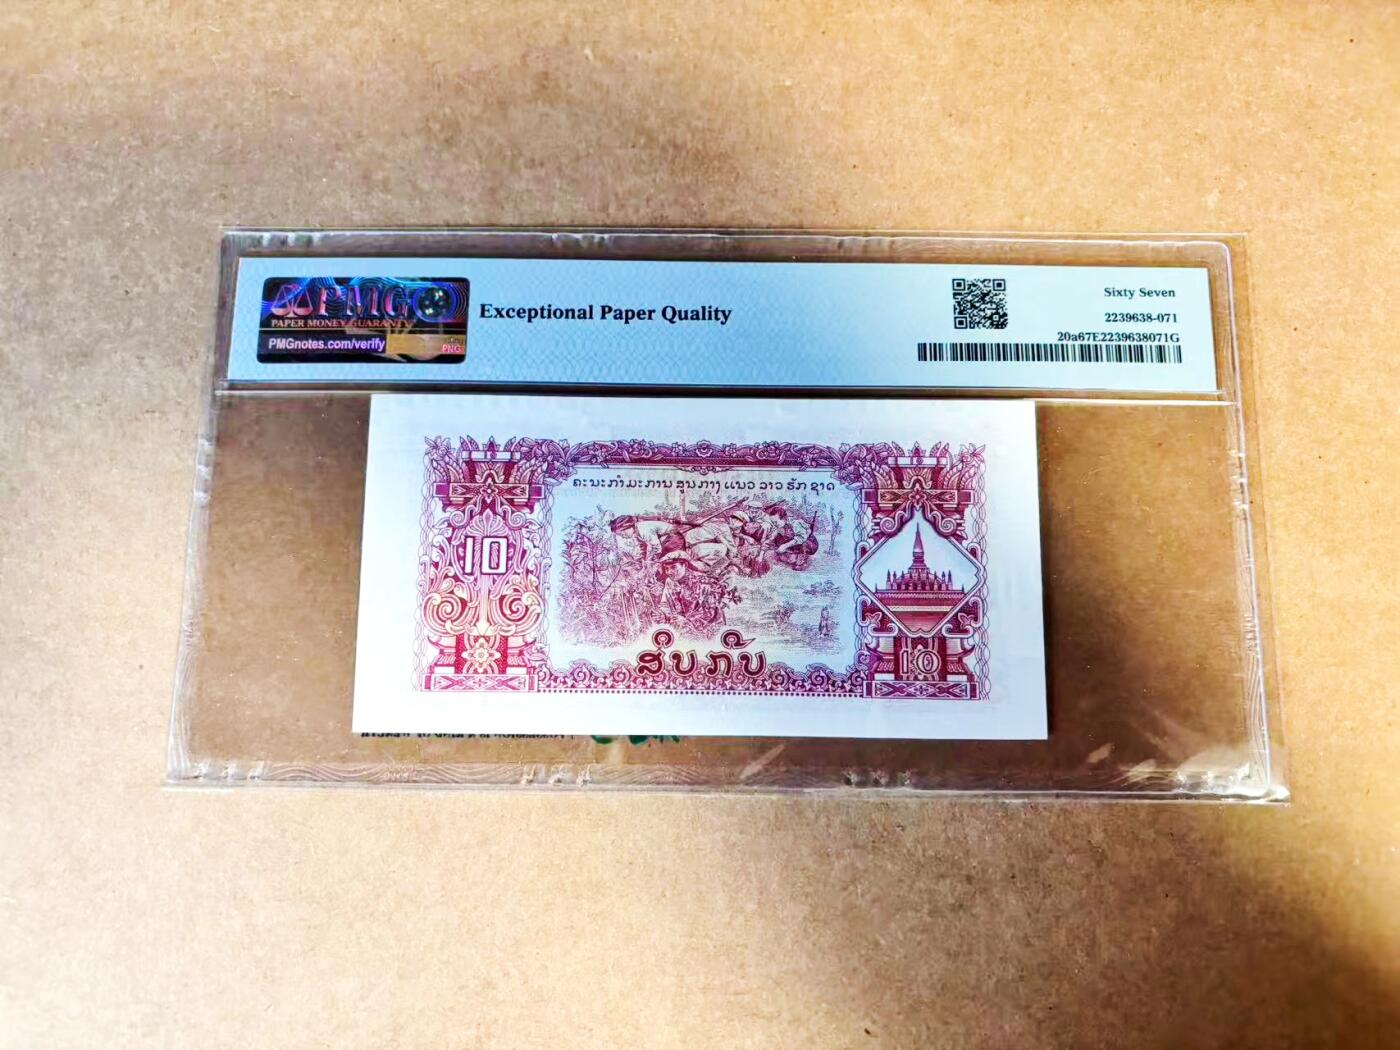 PMG
PAPER MONEY GUARANTY
PMGnotes.com/verify
PNG
Exceptional Paper Quality
Sixty Seven
2239638-071
20a67E2239638071G
ຄະນະກຳມະການ ສູນກາງ ແນວ ລາວ ຮັກ ຊາດ
10
ສິບກີບ
10